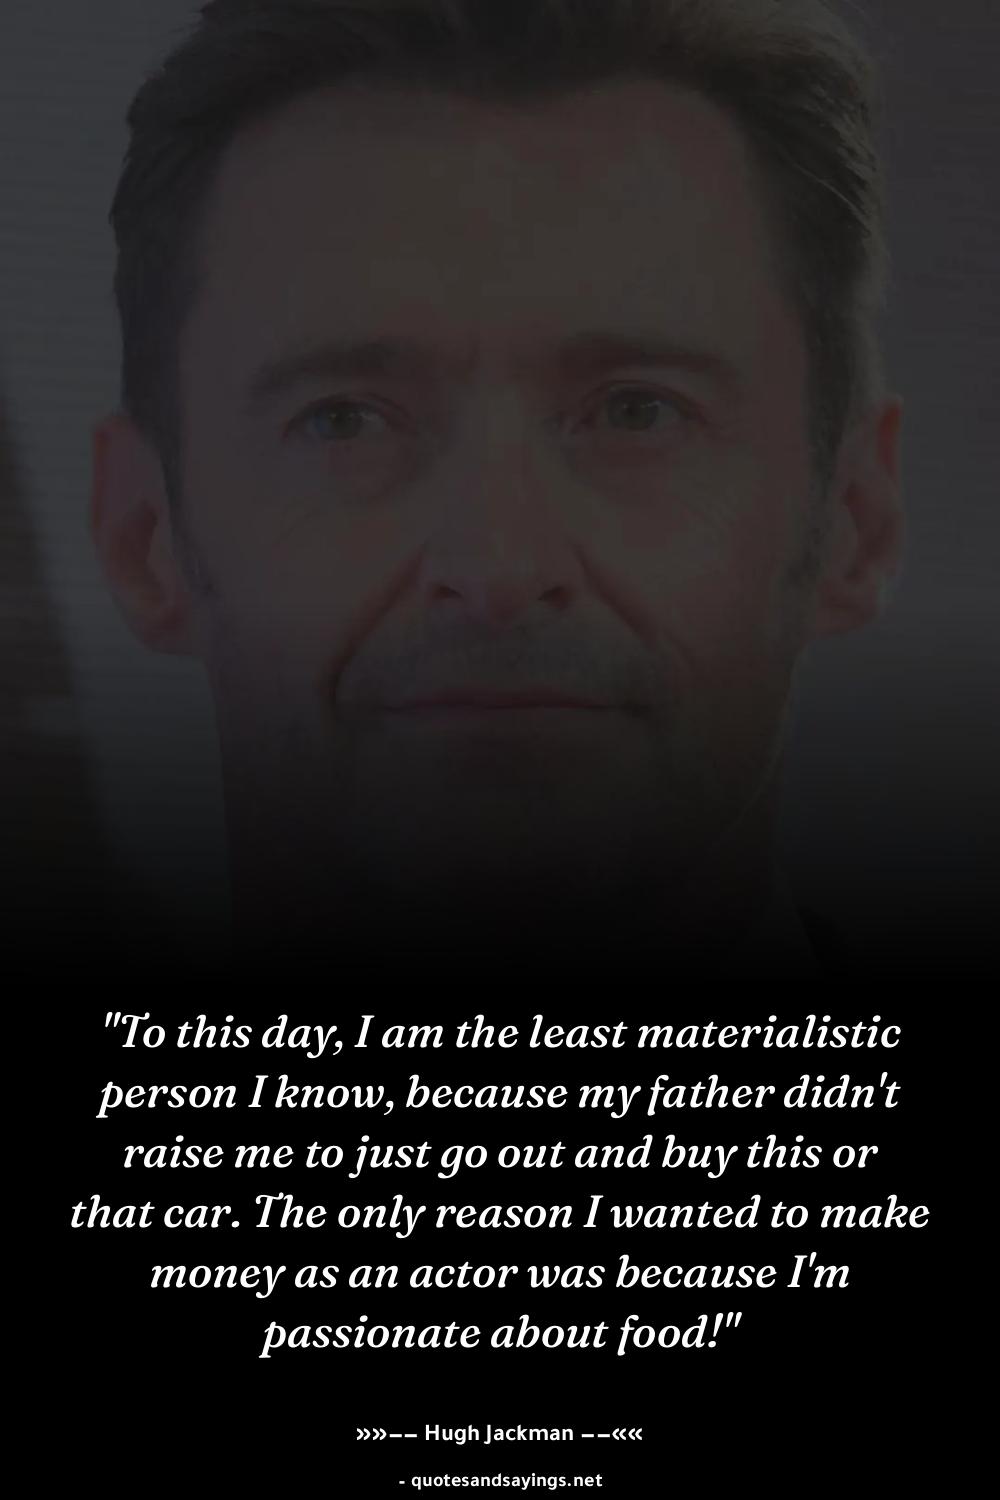 "To this day, I am the least materialistic
person I know, because my father didn't
raise me to just go out and buy this or
that car. The only reason I wanted to make
money as an actor was because I'm
passionate about food!"
»»–– Hugh Jackman ––««
- quotesandsayings.net